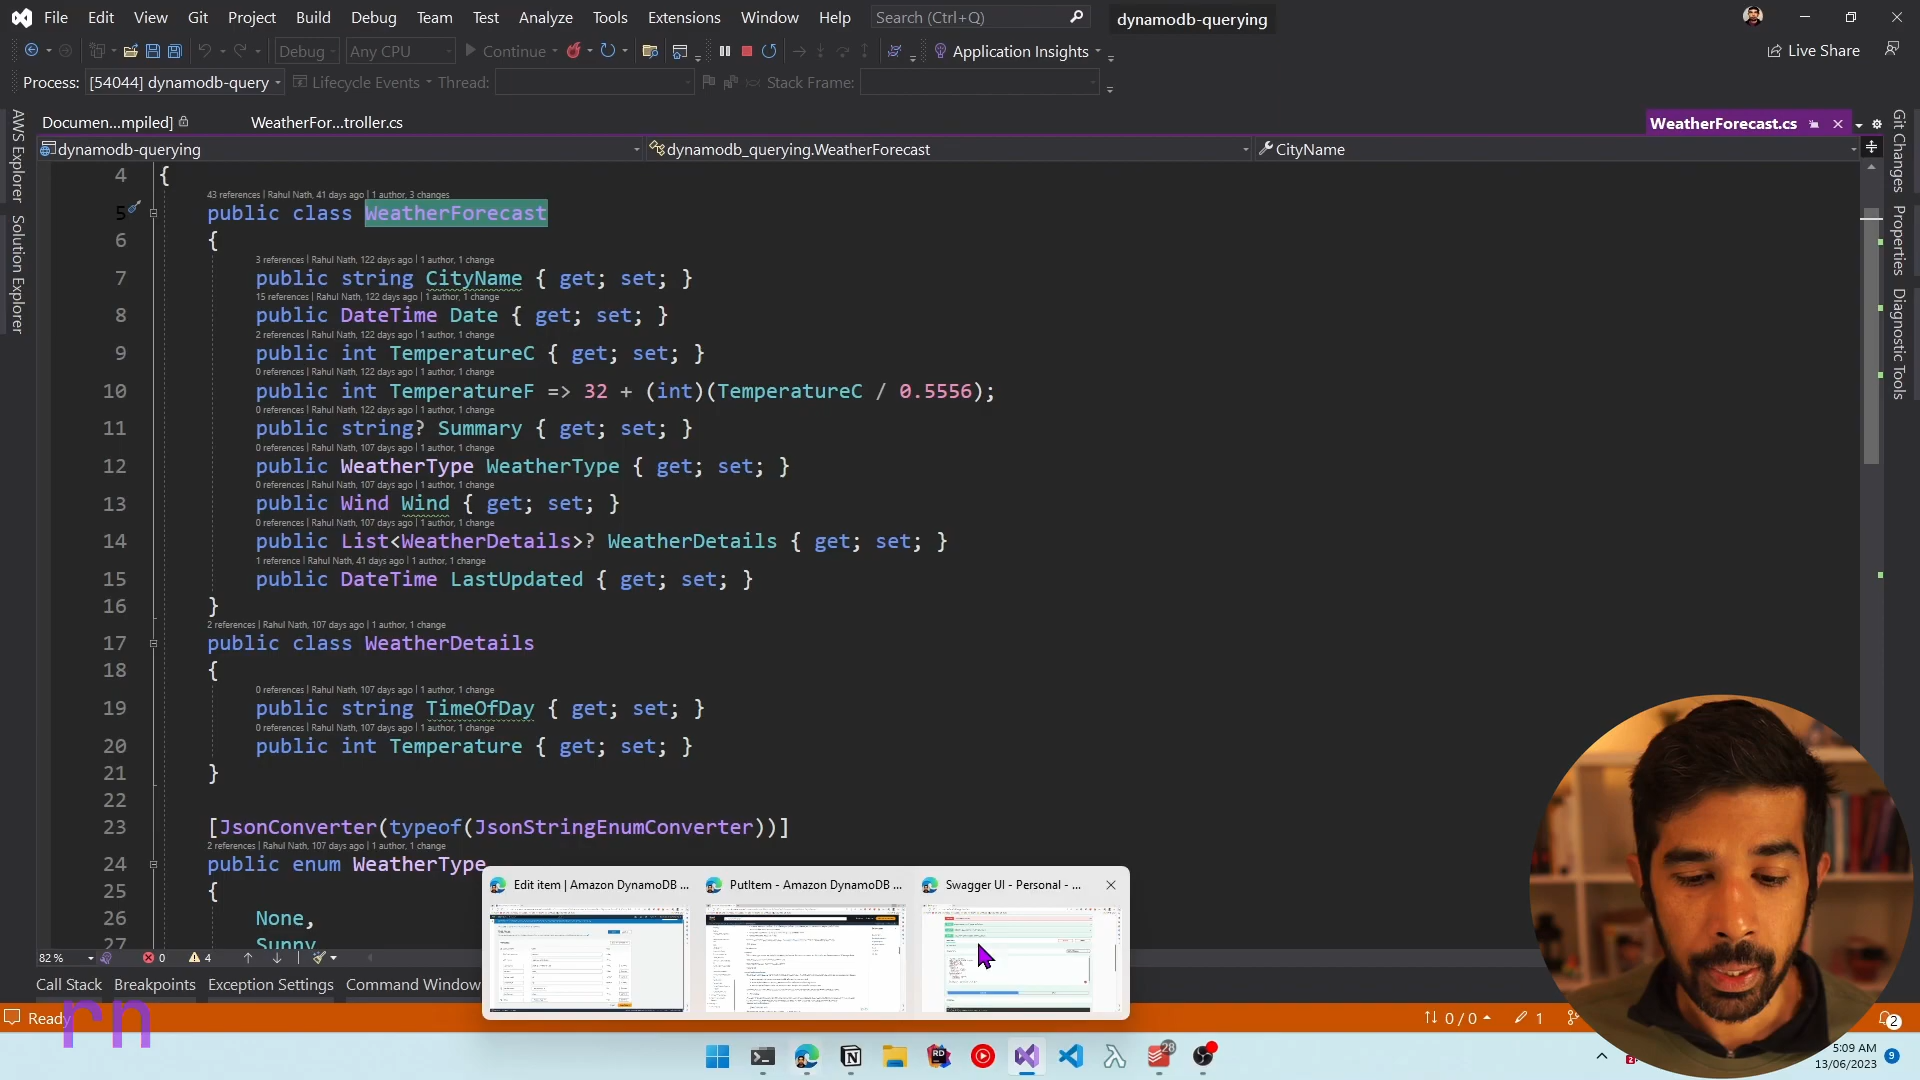 File Edit View Git Project Build Debug Team Test Analyze Tools Extensions Window Help Search (Ctrl+Q) dynamodb-querying
Debug Any CPU Continue Application Insights Live Share
Process: [54044] dynamodb-query Lifecycle Events Thread: Stack Frame:
Documen...mpiled] WeatherFor...troller.cs WeatherForecast.cs
dynamodb-querying dynamodb_querying.WeatherForecast CityName
AWS Explorer
Solution Explorer
Git Changes
Properties
Diagnostic Tools
4 {
43 references | Rahul Nath, 41 days ago | 1 author, 3 changes
5 public class WeatherForecast
6 {
3 references | Rahul Nath, 122 days ago | 1 author, 1 change
7 public string CityName { get; set; }
15 references | Rahul Nath, 122 days ago | 1 author, 1 change
8 public DateTime Date { get; set; }
2 references | Rahul Nath, 122 days ago | 1 author, 1 change
9 public int TemperatureC { get; set; }
0 references | Rahul Nath, 122 days ago | 1 author, 1 change
10 public int TemperatureF => 32 + (int)(TemperatureC / 0.5556);
0 references | Rahul Nath, 122 days ago | 1 author, 1 change
11 public string? Summary { get; set; }
0 references | Rahul Nath, 107 days ago | 1 author, 1 change
12 public WeatherType WeatherType { get; set; }
0 references | Rahul Nath, 107 days ago | 1 author, 1 change
13 public Wind Wind { get; set; }
0 references | Rahul Nath, 107 days ago | 1 author, 1 change
14 public List<WeatherDetails>? WeatherDetails { get; set; }
1 reference | Rahul Nath, 41 days ago | 1 author, 1 change
15 public DateTime LastUpdated { get; set; }
16 }
2 references | Rahul Nath, 107 days ago | 1 author, 1 change
17 public class WeatherDetails
18 {
0 references | Rahul Nath, 107 days ago | 1 author, 1 change
19 public string TimeOfDay { get; set; }
0 references | Rahul Nath, 107 days ago | 1 author, 1 change
20 public int Temperature { get; set; }
21 }
22
23 [JsonConverter(typeof(JsonStringEnumConverter))]
2 references | Rahul Nath, 107 days ago | 1 author, 1 change
24 public enum WeatherType
25 {
26 None,
27 Sunny
Edit item | Amazon DynamoDB ... PutItem - Amazon DynamoDB ... Swagger UI - Personal - ...
82 % 0 4
Call Stack Breakpoints Exception Settings Command Window
Ready 0 / 0 1 2
rn
28
5:09 AM
13/06/2023 9